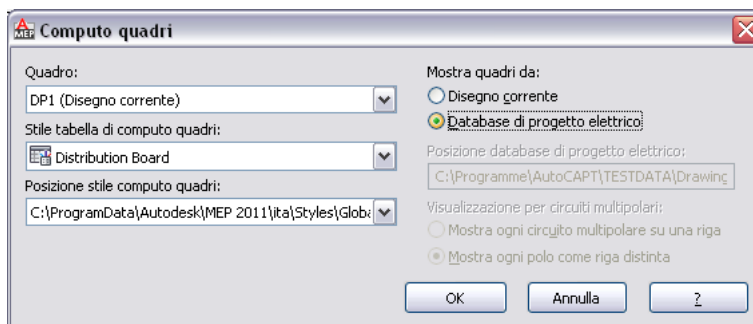 Computo quadri
Quadro:
DP1 (Disegno corrente)
Stile tabella di computo quadri:
Distribution Board
Posizione stile computo quadri:
C:\ProgramData\Autodesk\MEP 2011\ita\Styles\Globa
Mostra quadri da:
Disegno corrente
Database di progetto elettrico
Posizione database di progetto elettrico:
C:\Programme\AutoCAPT\TESTDATA\Drawing
Visualizzazione per circuiti multipolari:
Mostra ogni circuito multipolare su una riga
Mostra ogni polo come riga distinta
OK
Annulla
?